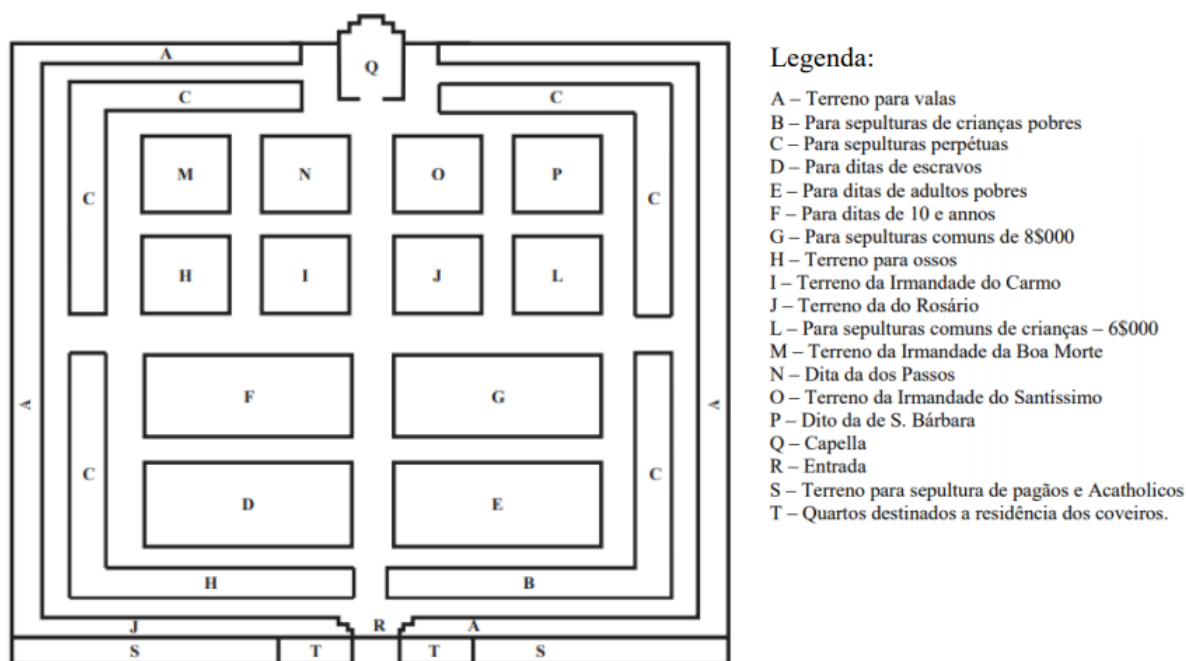 A
Q
C
C
M
N
O
P
C
C
H
I
J
L
A
F
G
A
C
C
D
E
H
B
J
R
A
S
T
T
S
Legenda:
A – Terreno para valas
B – Para sepulturas de crianças pobres
C – Para sepulturas perpétuas
D – Para ditas de escravos
E – Para ditas de adultos pobres
F – Para ditas de 10 e annos
G – Para sepulturas comuns de 8$000
H – Terreno para ossos
I – Terreno da Irmandade do Carmo
J – Terreno da do Rosário
L – Para sepulturas comuns de crianças – 6$000
M – Terreno da Irmandade da Boa Morte
N – Dita da dos Passos
O – Terreno da Irmandade do Santíssimo
P – Dito da de S. Bárbara
Q – Capella
R – Entrada
S – Terreno para sepultura de pagãos e Acatholicos
T – Quartos destinados a residência dos coveiros.